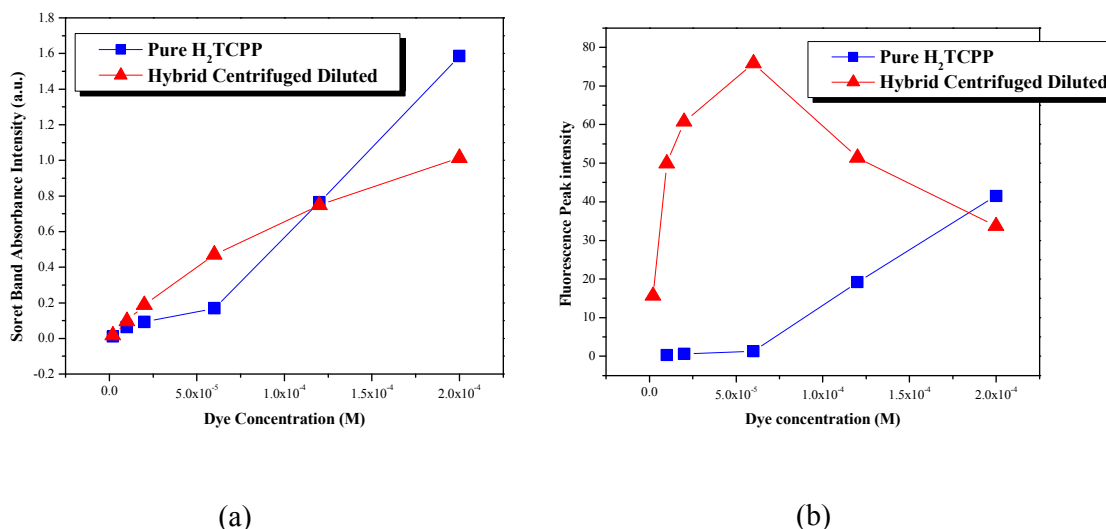 Pure H₂TCPP
Hybrid Centrifuged Diluted
Soret Band Absorbance Intensity (a.u.)
1.8
1.6
1.4
1.2
1.0
0.8
0.6
0.4
0.2
0.0
-0.2
0.0 5.0x10⁻⁵ 1.0x10⁻⁴ 1.5x10⁻⁴ 2.0x10⁻⁴
Dye Concentration (M)
(a)
Pure H₂TCPP
Hybrid Centrifuged Diluted
Fluorescence Peak intensity
80
70
60
50
40
30
20
10
0
0.0 5.0x10⁻⁵ 1.0x10⁻⁴ 1.5x10⁻⁴ 2.0x10⁻⁴
Dye concentration (M)
(b)